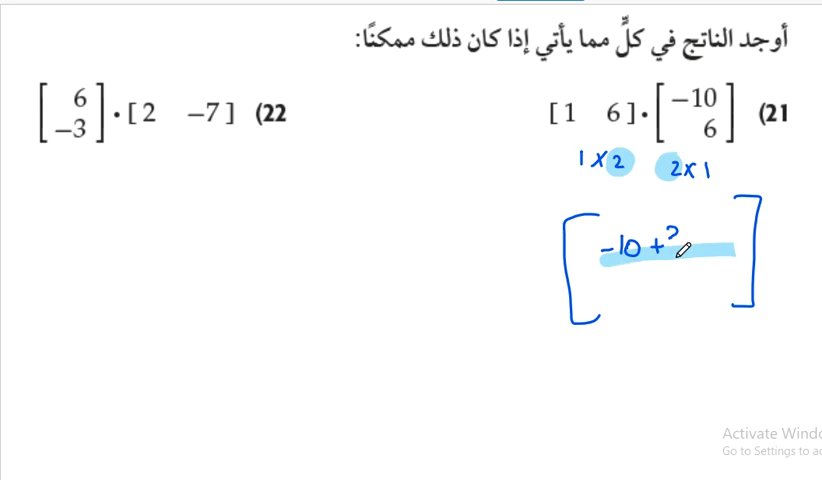 أوجد الناتج في كلٍّ مما يأتي إذا كان ذلك ممكنًا:
(21 [1 6] · [−10
6]
(22 [6
−3] · [2 −7]
1 x 2 2 x 1
[−10 + ]
Activate Windo
Go to Settings to ac